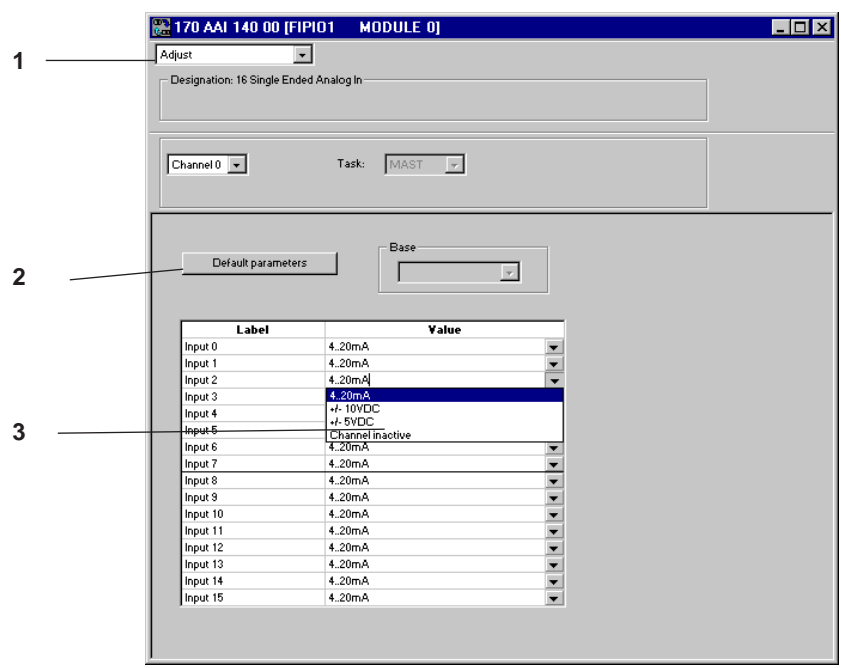 170 AAI 140 00 [FIPIO1 MODULE 0]
1
Adjust
Designation: 16 Single Ended Analog In
Channel 0 Task: MAST
Base
2
Default parameters
Label Value
Input 0 4..20mA
Input 1 4..20mA
Input 2 4..20mA
Input 3 4..20mA
Input 4 +/- 10VDC
+/- 5VDC
3
Input 5 Channel inactive
Input 6 4..20mA
Input 7 4..20mA
Input 8 4..20mA
Input 9 4..20mA
Input 10 4..20mA
Input 11 4..20mA
Input 12 4..20mA
Input 13 4..20mA
Input 14 4..20mA
Input 15 4..20mA